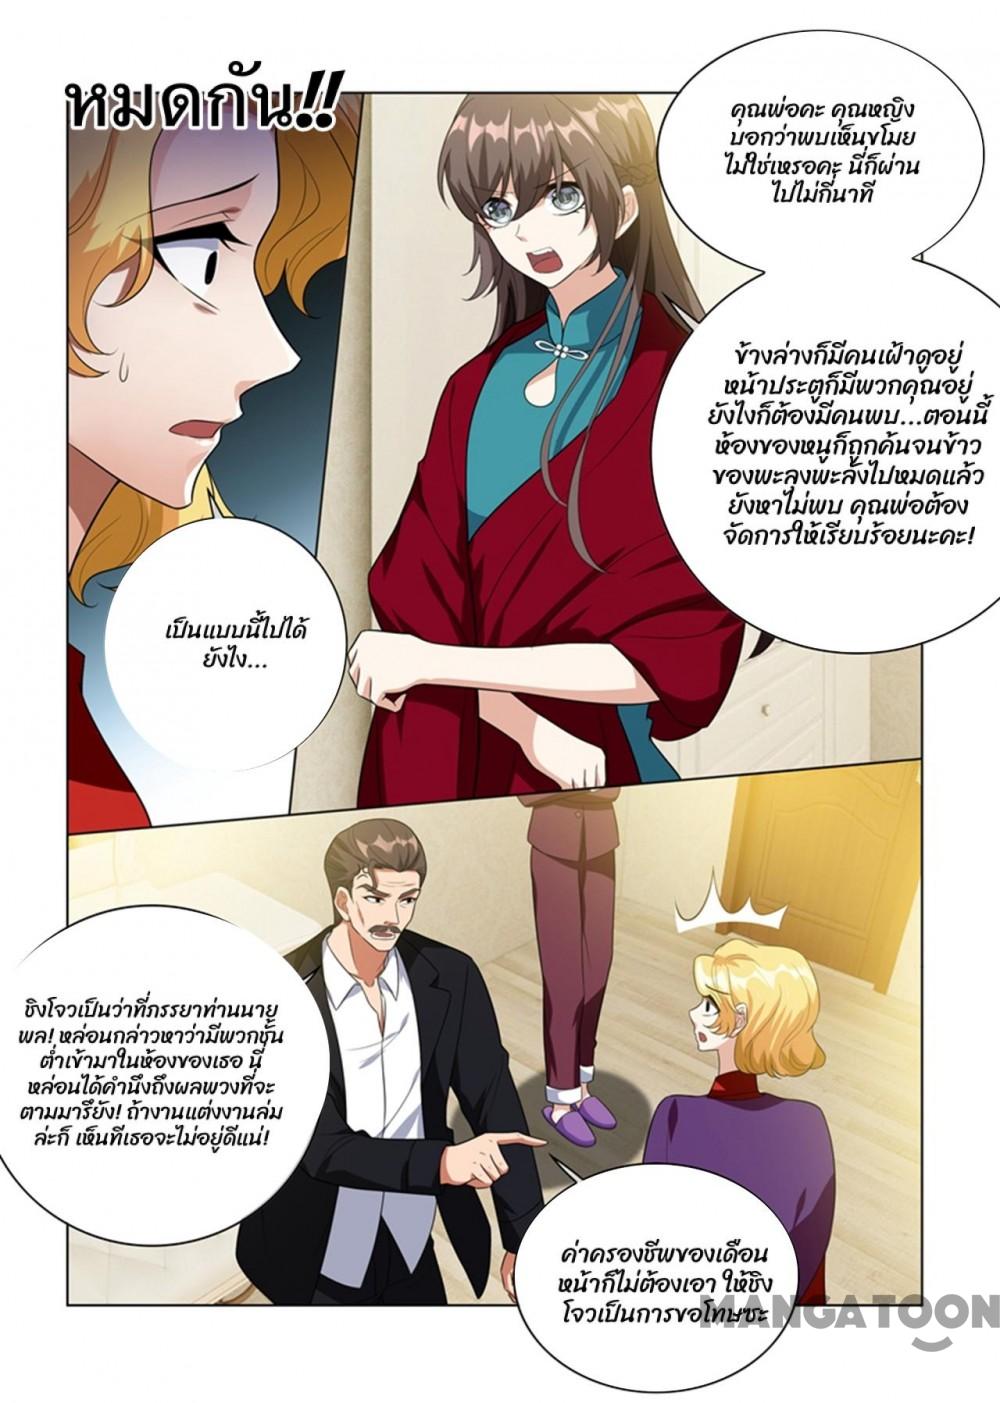 หมดกัน!!
คุณพ่อคะ คุณหญิง
บอกว่าพบเห็นขโมย
ไม่ใช่เหรอคะ นี่ก็ผ่าน
ไปไม่กี่นาที
ข้างล่างก็มีคนเฝ้าดูอยู่
หน้าประตูก็มีพวกคุณอยู่
ยังไงก็ต้องมีคนพบ...ตอนนี้
ห้องของหนูก็ถูกค้นจนข้าว
ของพะลุงพะลังไปหมดแล้ว
ยังหาไม่พบ คุณพ่อต้อง
จัดการให้เรียบร้อยนะคะ!
เป็นแบบนี้ไปได้
ยังไง...
ชิงโจวเป็นว่าที่ภรรยาท่านนาย
พล! หล่อนกล่าวหาว่ามีพวกชั้น
ต่ำเข้ามาในห้องของเธอ นี่
หล่อนได้คำนึงถึงผลพวงที่จะ
ตามมารึยัง! ถ้างานแต่งงานล่ม
ล่ะก็ เห็นทีเธอจะไม่อยู่ดีแน่!
ค่าครองชีพของเดือน
หน้าก็ไม่ต้องเอา ให้ชิง
โจวเป็นการขอโทษซะ
MANGATOON